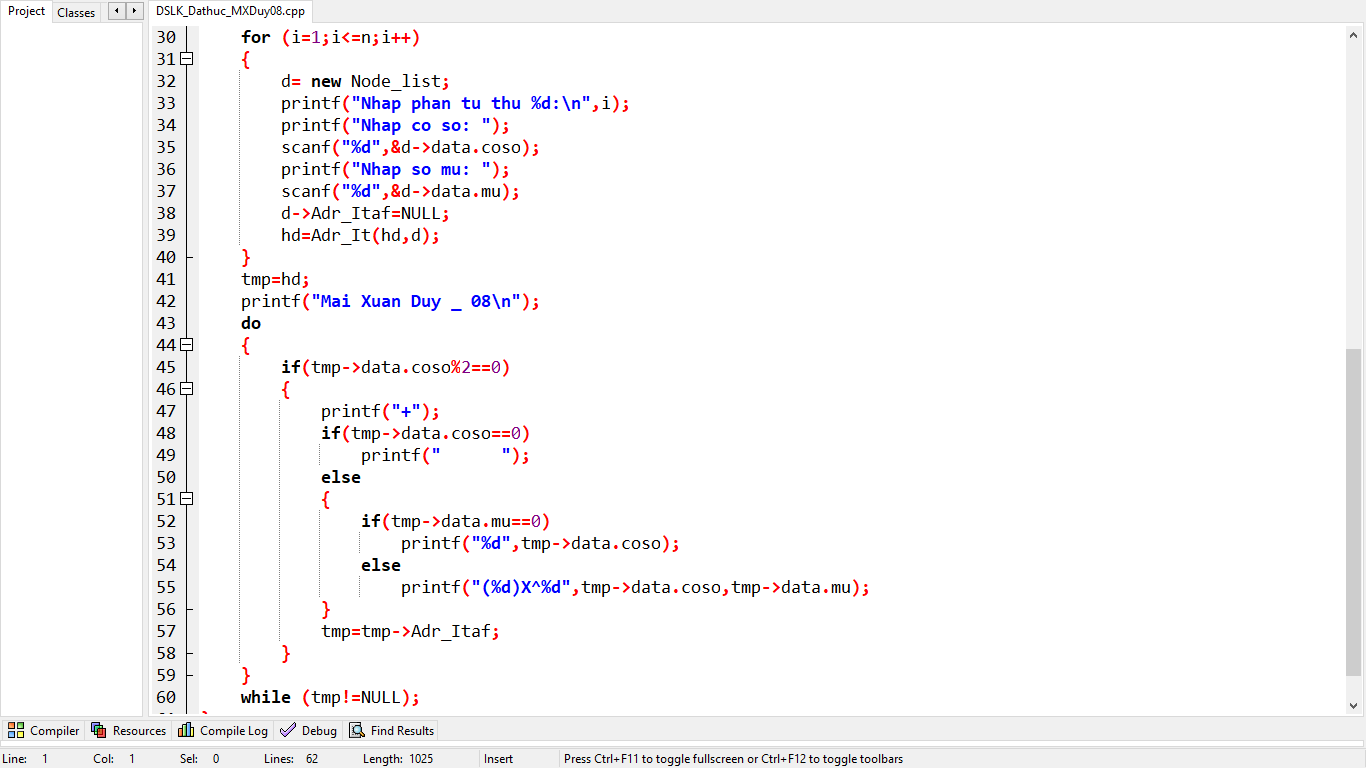 Project Classes DSLK_Dathuc_MXDuy08.cpp
30 for (i=1;i<=n;i++)
31 {
32 d= new Node_list;
33 printf("Nhap phan tu thu %d:\n",i);
34 printf("Nhap co so: ");
35 scanf("%d",&d->data.coso);
36 printf("Nhap so mu: ");
37 scanf("%d",&d->data.mu);
38 d->Adr_Itaf=NULL;
39 hd=Adr_It(hd,d);
40 }
41 tmp=hd;
42 printf("Mai Xuan Duy _ 08\n");
43 do
44 {
45 if(tmp->data.coso%2==0)
46 {
47 printf("+");
48 if(tmp->data.coso==0)
49 printf("      ");
50 else
51 {
52 if(tmp->data.mu==0)
53 printf("%d",tmp->data.coso);
54 else
55 printf("(%d)X^%d",tmp->data.coso,tmp->data.mu);
56 }
57 tmp=tmp->Adr_Itaf;
58 }
59 }
60 while (tmp!=NULL);
Compiler Resources Compile Log Debug Find Results
Line: 1 Col: 1 Sel: 0 Lines: 62 Length: 1025 Insert Press Ctrl+F11 to toggle fullscreen or Ctrl+F12 to toggle toolbars